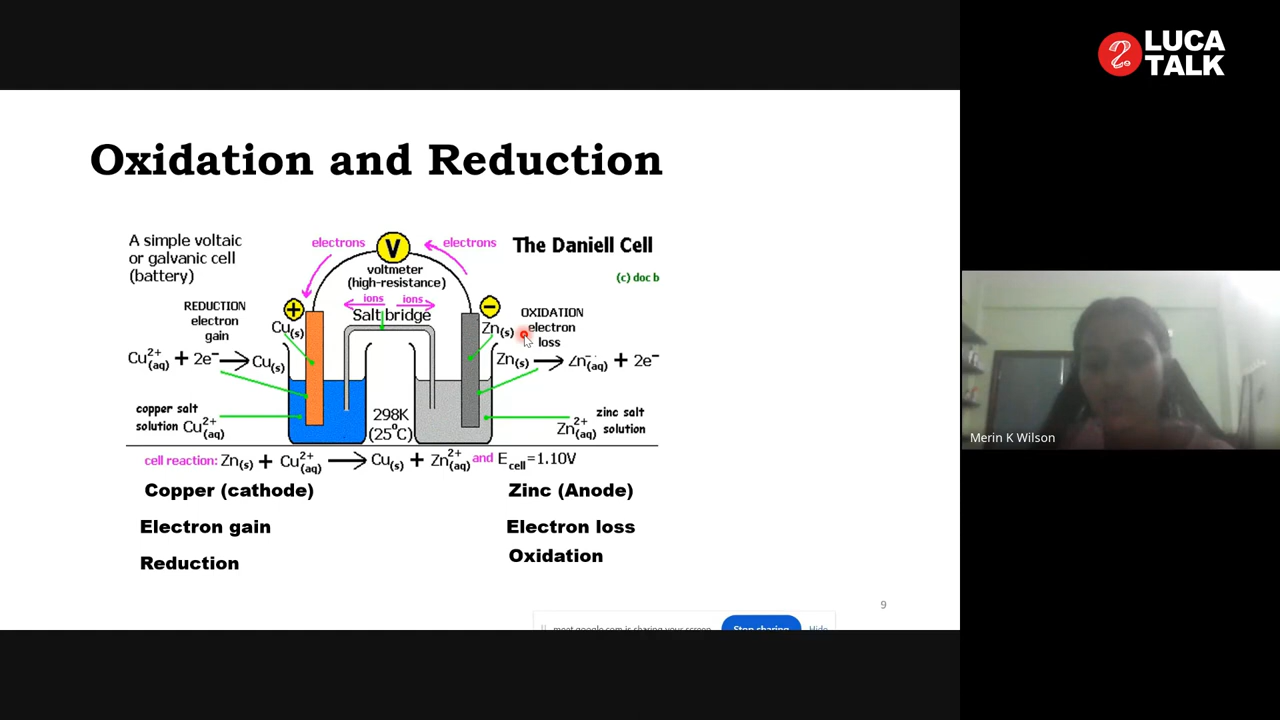 LUCA
TALK
Oxidation and Reduction
A simple voltaic
or galvanic cell
(battery)
electrons
V
electrons
The Daniell Cell
voltmeter
(high-resistance)
(c) doc b
ions ions
Salt bridge
REDUCTION
electron
gain
+
Cu(s)
−
Zn(s)
OXIDATION
electron
loss
Cu²⁺(aq) + 2e⁻ → Cu(s)
Zn(s) → (aq) + 2e⁻
copper salt
solution Cu²⁺(aq)
298K
(25°C)
zinc salt
Zn²⁺(aq) solution
cell reaction: Zn(s) + Cu²⁺(aq) → Cu(s) + Zn²⁺(aq) and Ecell=1.10V
Copper (cathode)
Electron gain
Reduction
Zinc (Anode)
Electron loss
Oxidation
9
meet.google.com is sharing your screen. Stop sharing Hide
Merin K Wilson